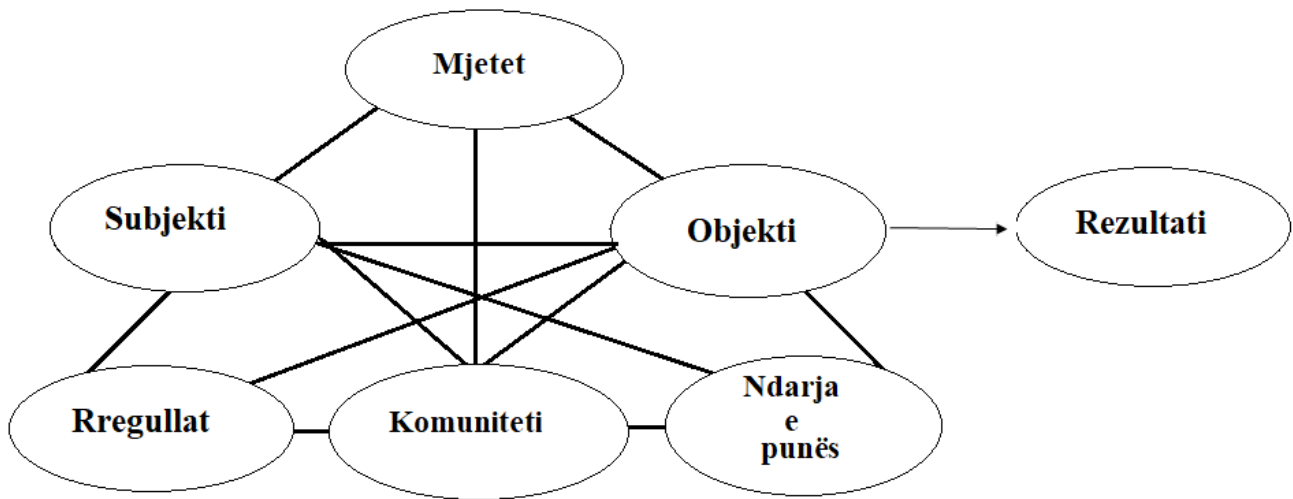 Mjetet
Subjekti
Objekti
Rezultati
Rregullat
Komuniteti
Ndarja
e
punës